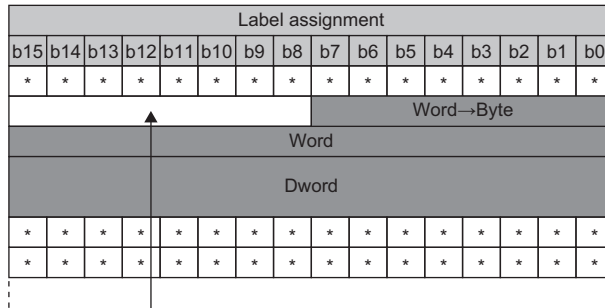 Label assignment
b15 b14 b13 b12 b11 b10 b9 b8 b7 b6 b5 b4 b3 b2 b1 b0
* * * * * * * * * * * * * * * *
Word→Byte
Word
Dword
* * * * * * * * * * * * * * * *
* * * * * * * * * * * * * * * *